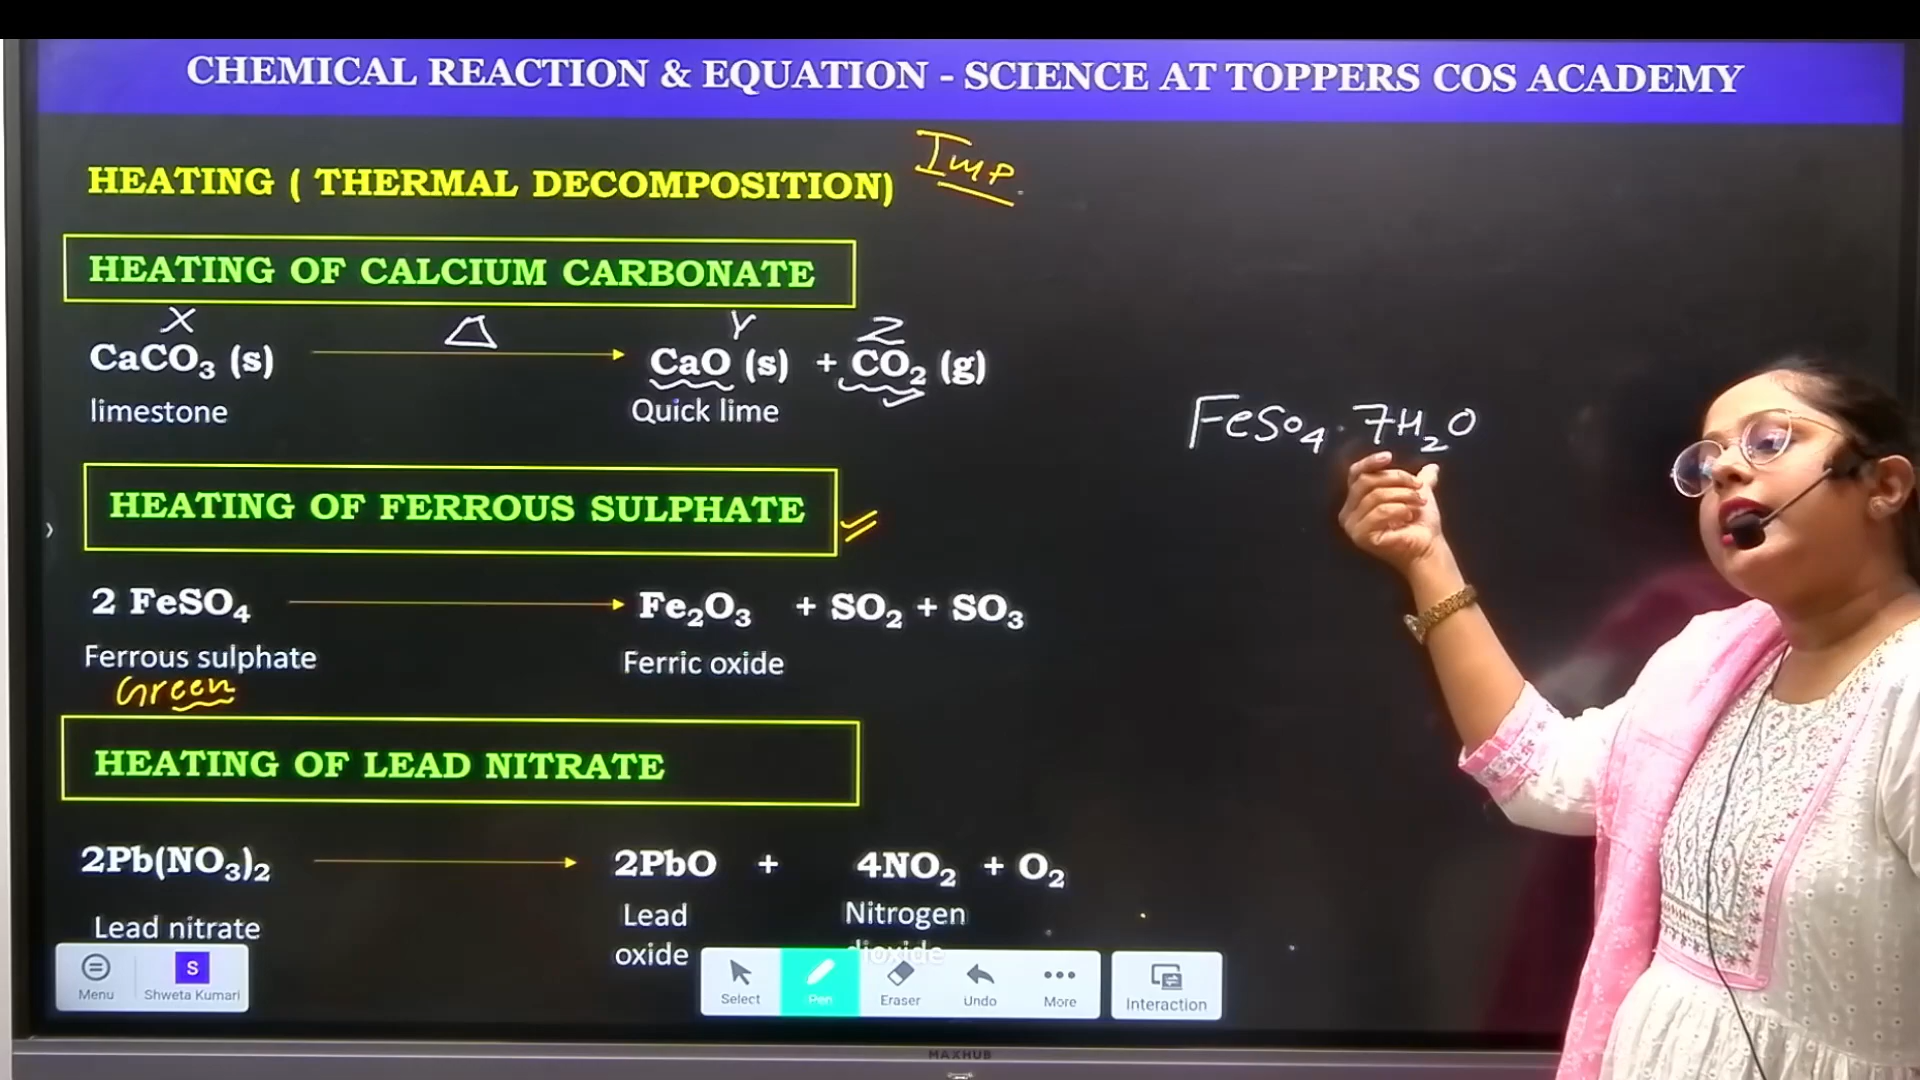 CHEMICAL REACTION & EQUATION - SCIENCE AT TOPPERS COS ACADEMY
HEATING ( THERMAL DECOMPOSITION) Imp.
HEATING OF CALCIUM CARBONATE
X Δ Y Z
CaCO₃ (s) → CaO (s) + CO₂ (g)
limestone Quick lime
FeSO₄·7H₂O
HEATING OF FERROUS SULPHATE
2 FeSO₄ → Fe₂O₃ + SO₂ + SO₃
Ferrous sulphate Ferric oxide
Green
HEATING OF LEAD NITRATE
2Pb(NO₃)₂ → 2PbO + 4NO₂ + O₂
Lead nitrate Lead oxide Nitrogen dioxide
Menu S Shweta Kumari Select Pen Eraser Undo More Interaction
MAXHUB